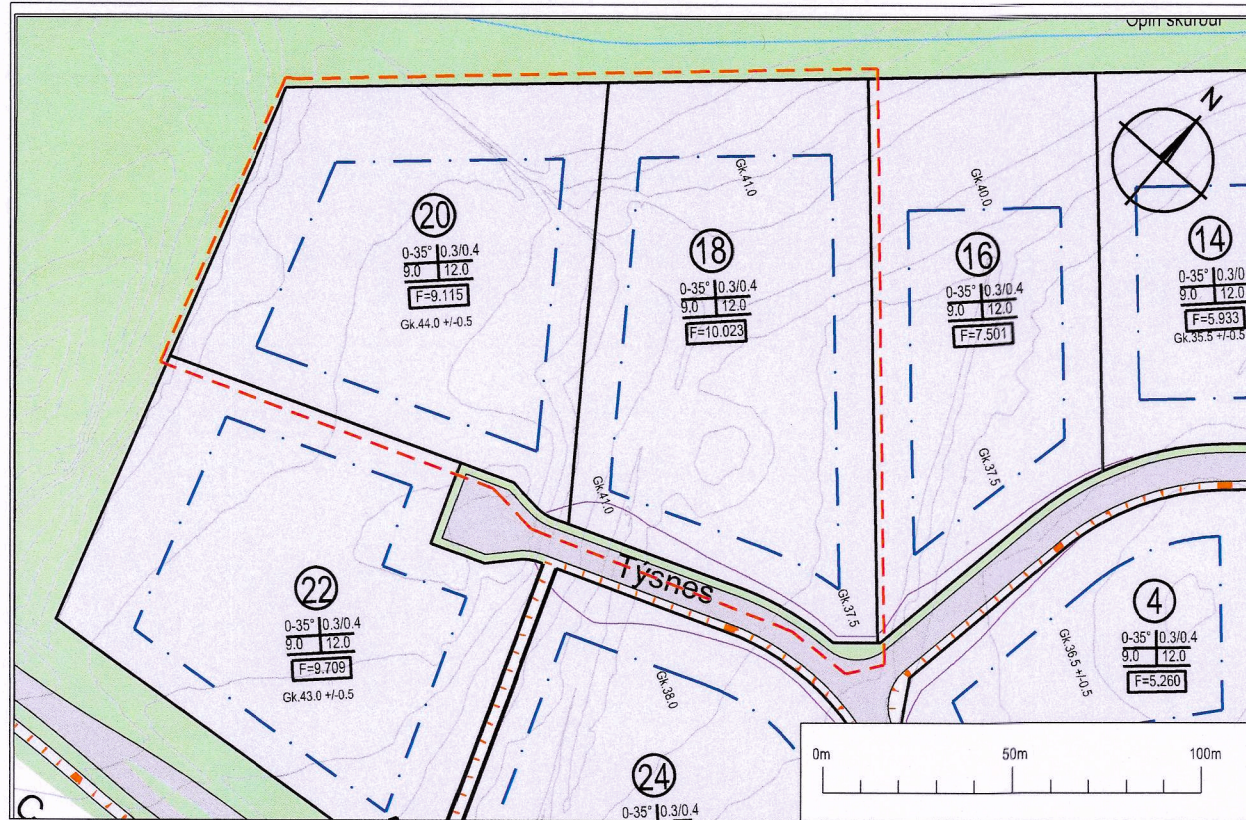 Opin skurður
N
20
0-35° 0.3/0.4
9.0 12.0
F=9.115
Gk.44.0 +/-0.5
Gk.41.0
18
0-35° 0.3/0.4
9.0 12.0
F=10.023
Gk.40.0
16
0-35° 0.3/0.4
9.0 12.0
F=7.501
14
0-35° 0.3/0
9.0 12.0
F=5.933
Gk.35.5 +/-0.5
Gk.41.0
Gk.37.5
Týsnes
Gk.37.5
22
0-35° 0.3/0.4
9.0 12.0
F=9.709
Gk.43.0 +/-0.5
Gk.38.0
24
0-35° 0.3/0.4
Gk.36.5 +/-0.5
4
0-35° 0.3/0.4
9.0 12.0
F=5.260
0m 50m 100m